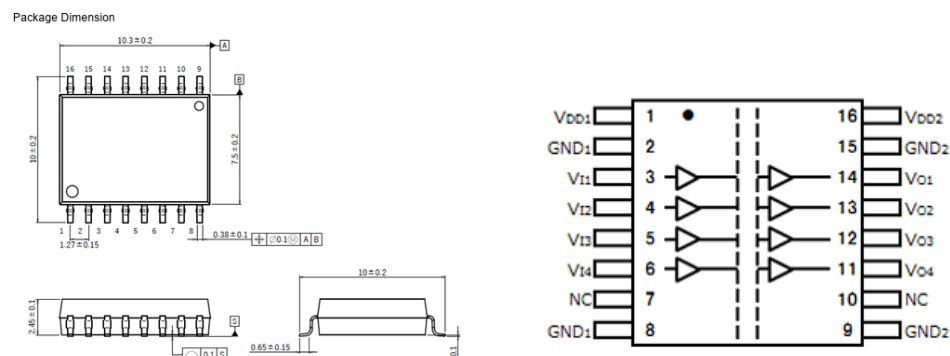 Package Dimension
10.3±0.2
A
16 15 14 13 12 11 10 9
B
10±0.2
7.5±0.2
1 2 3 4 5 6 7 8
1.27±0.15
0.38±0.1
⌀0.1Ⓜ A B
2.45±0.1
S
0.1 S
10±0.2
0.65±0.15
0.1
VDD1 1 16 VDD2
GND1 2 15 GND2
VI1 3 14 VO1
VI2 4 13 VO2
VI3 5 12 VO3
VI4 6 11 VO4
NC 7 10 NC
GND1 8 9 GND2